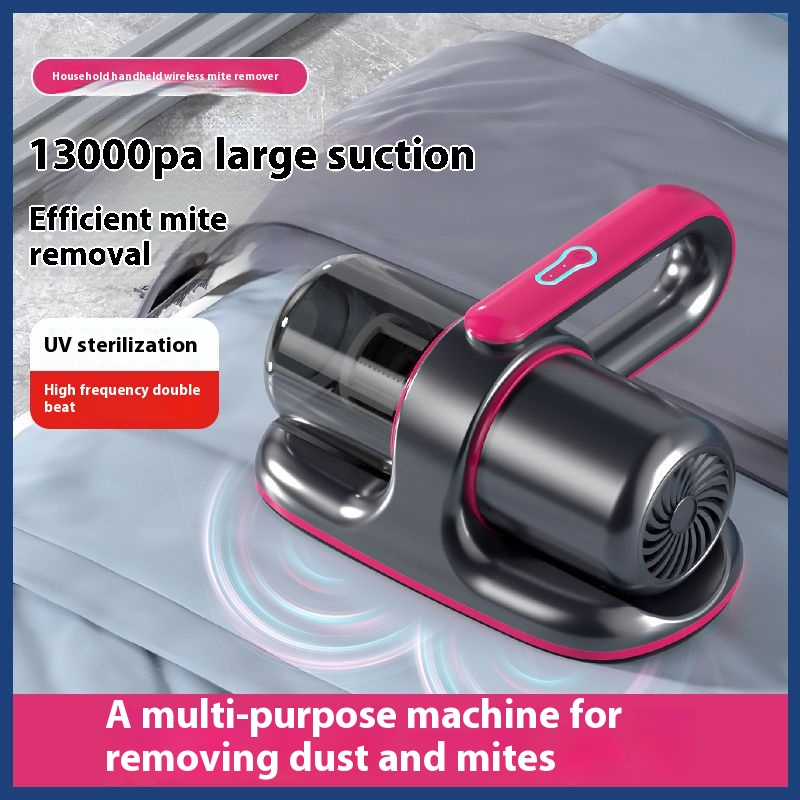 Household handheld wireless mite remover
13000pa large suction
Efficient mite
removal
UV sterilization
High frequency double
beat
A multi-purpose machine for
removing dust and mites